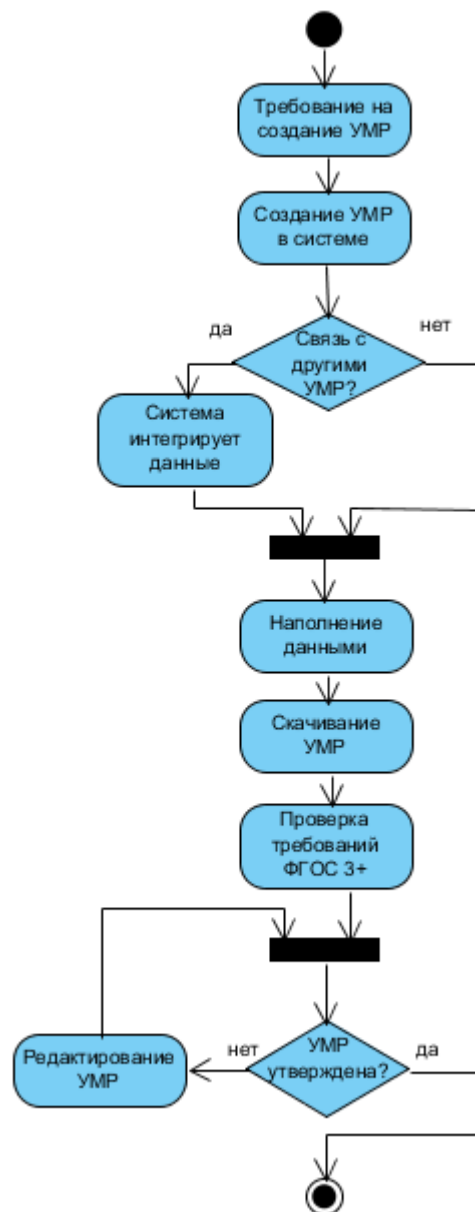 Требование на
создание УМР
Создание УМР
в системе
да
нет
Связь с
другими
УМР?
Система
интегрирует
данные
Наполнение
данными
Скачивание
УМР
Проверка
требований
ФГОС 3+
Редактирование
УМР
нет
УМР
утверждена?
да